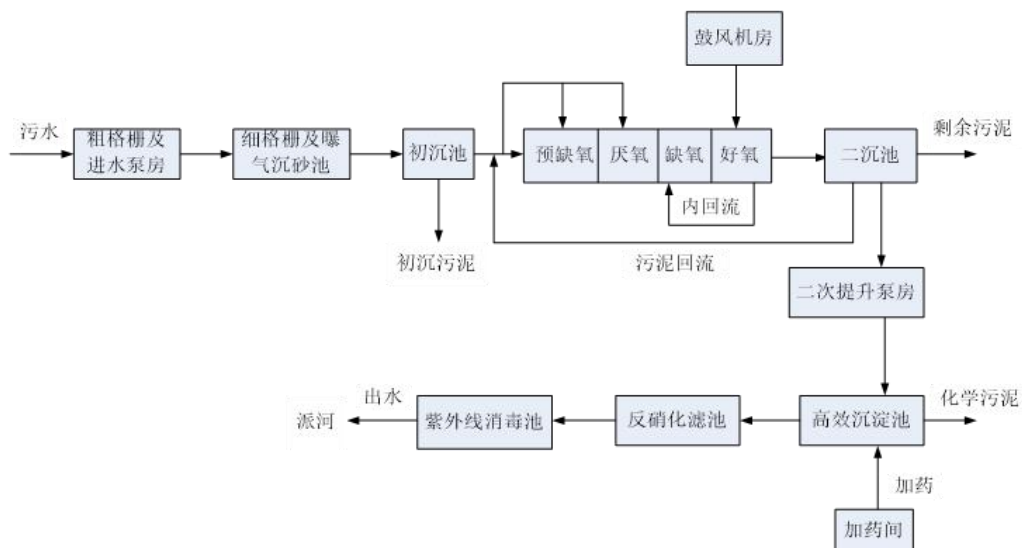 鼓风机房
污水
粗格栅及
进水泵房
细格栅及曝
气沉砂池
初沉池
预缺氧
厌氧
缺氧
好氧
二沉池
剩余污泥
内回流
初沉污泥
污泥回流
二次提升泵房
派河
出水
紫外线消毒池
反硝化滤池
高效沉淀池
化学污泥
加药
加药间